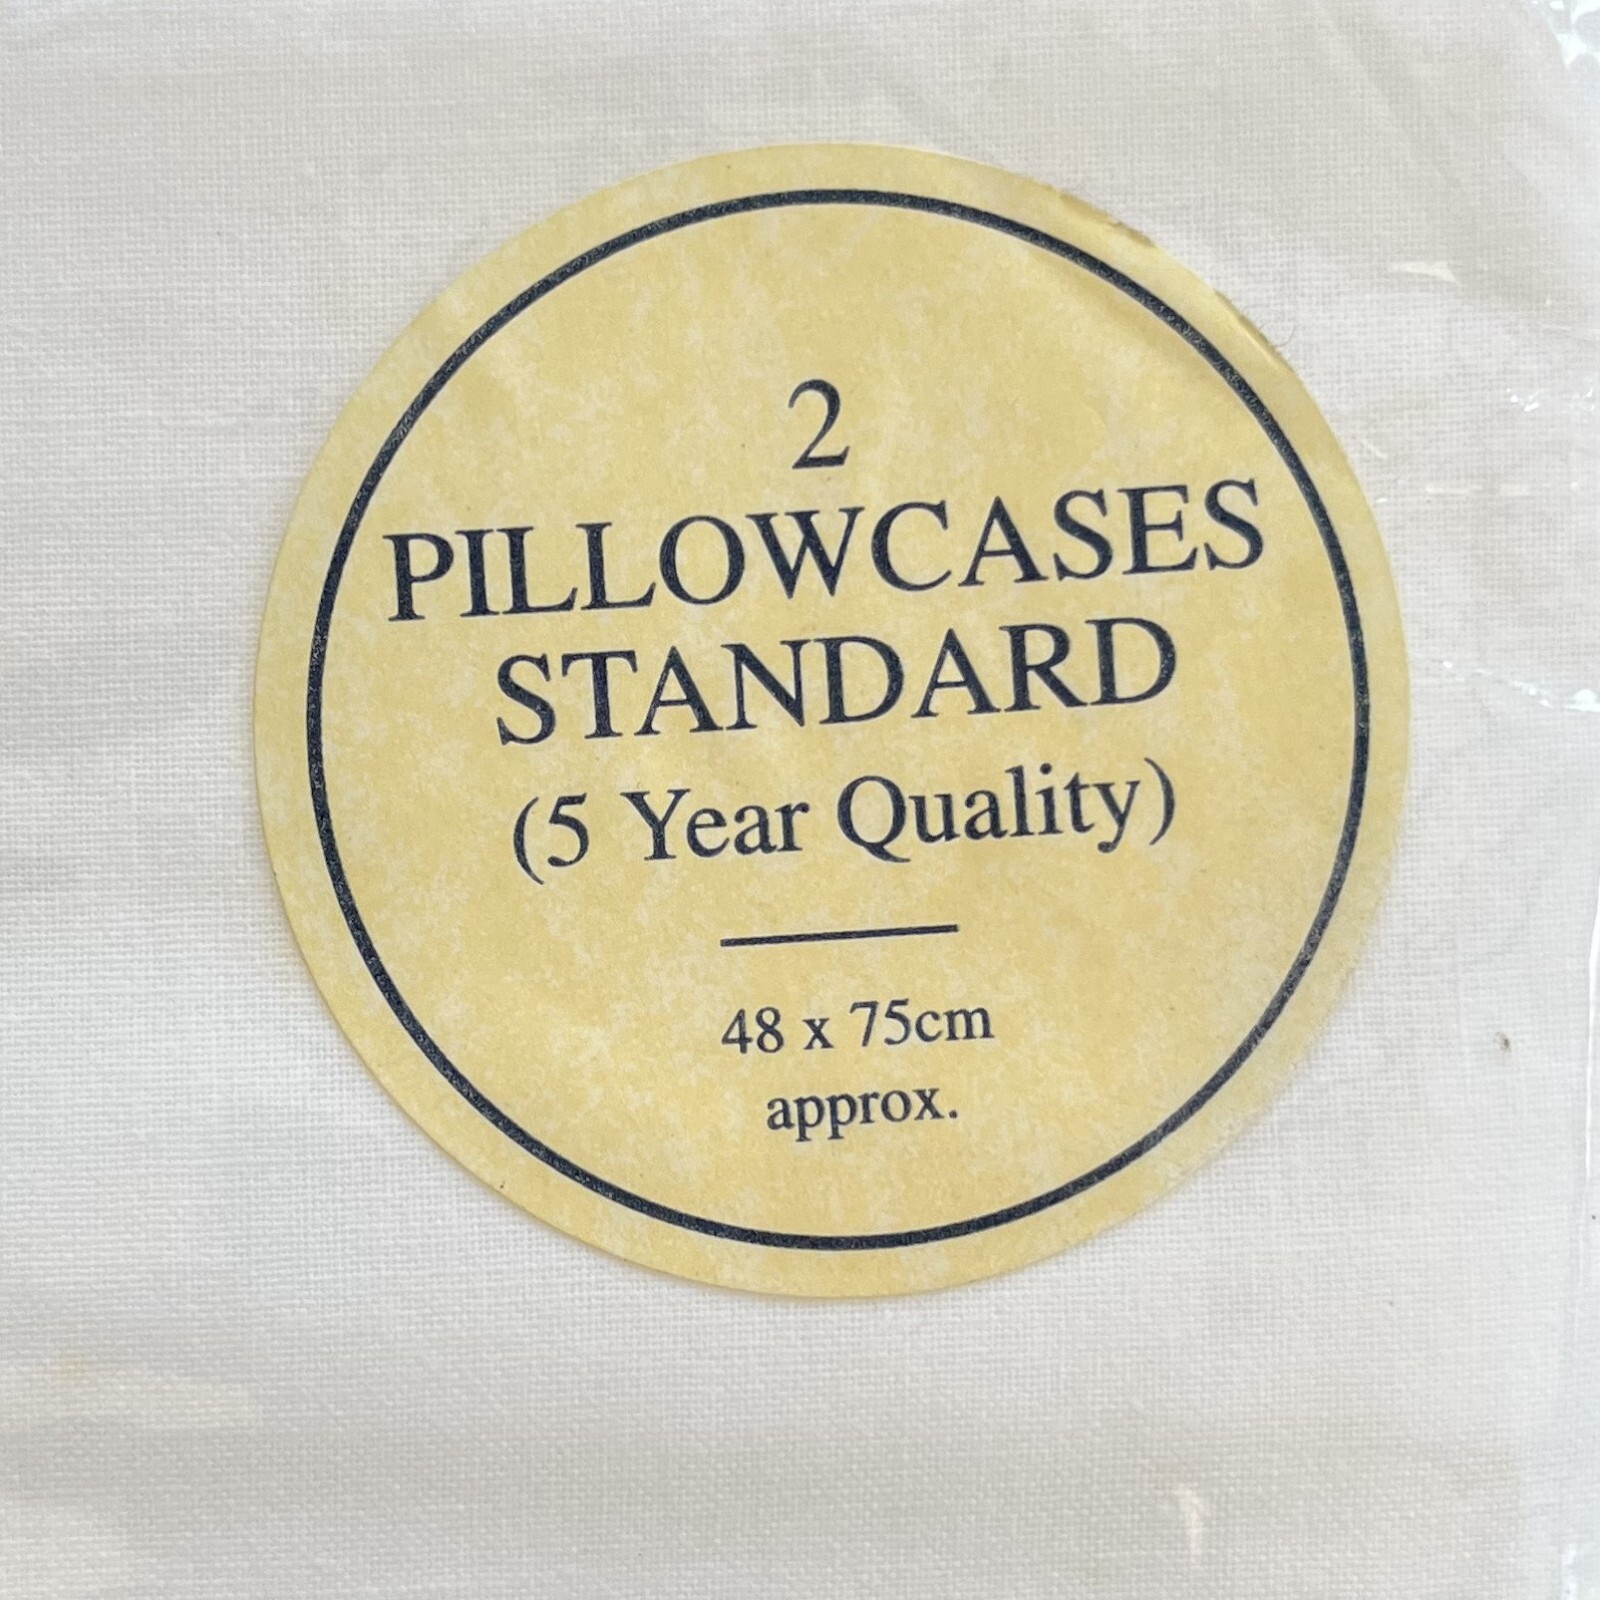 2
PILLOWCASES
STANDARD
(5 Year Quality)
48 x 75cm
approx.